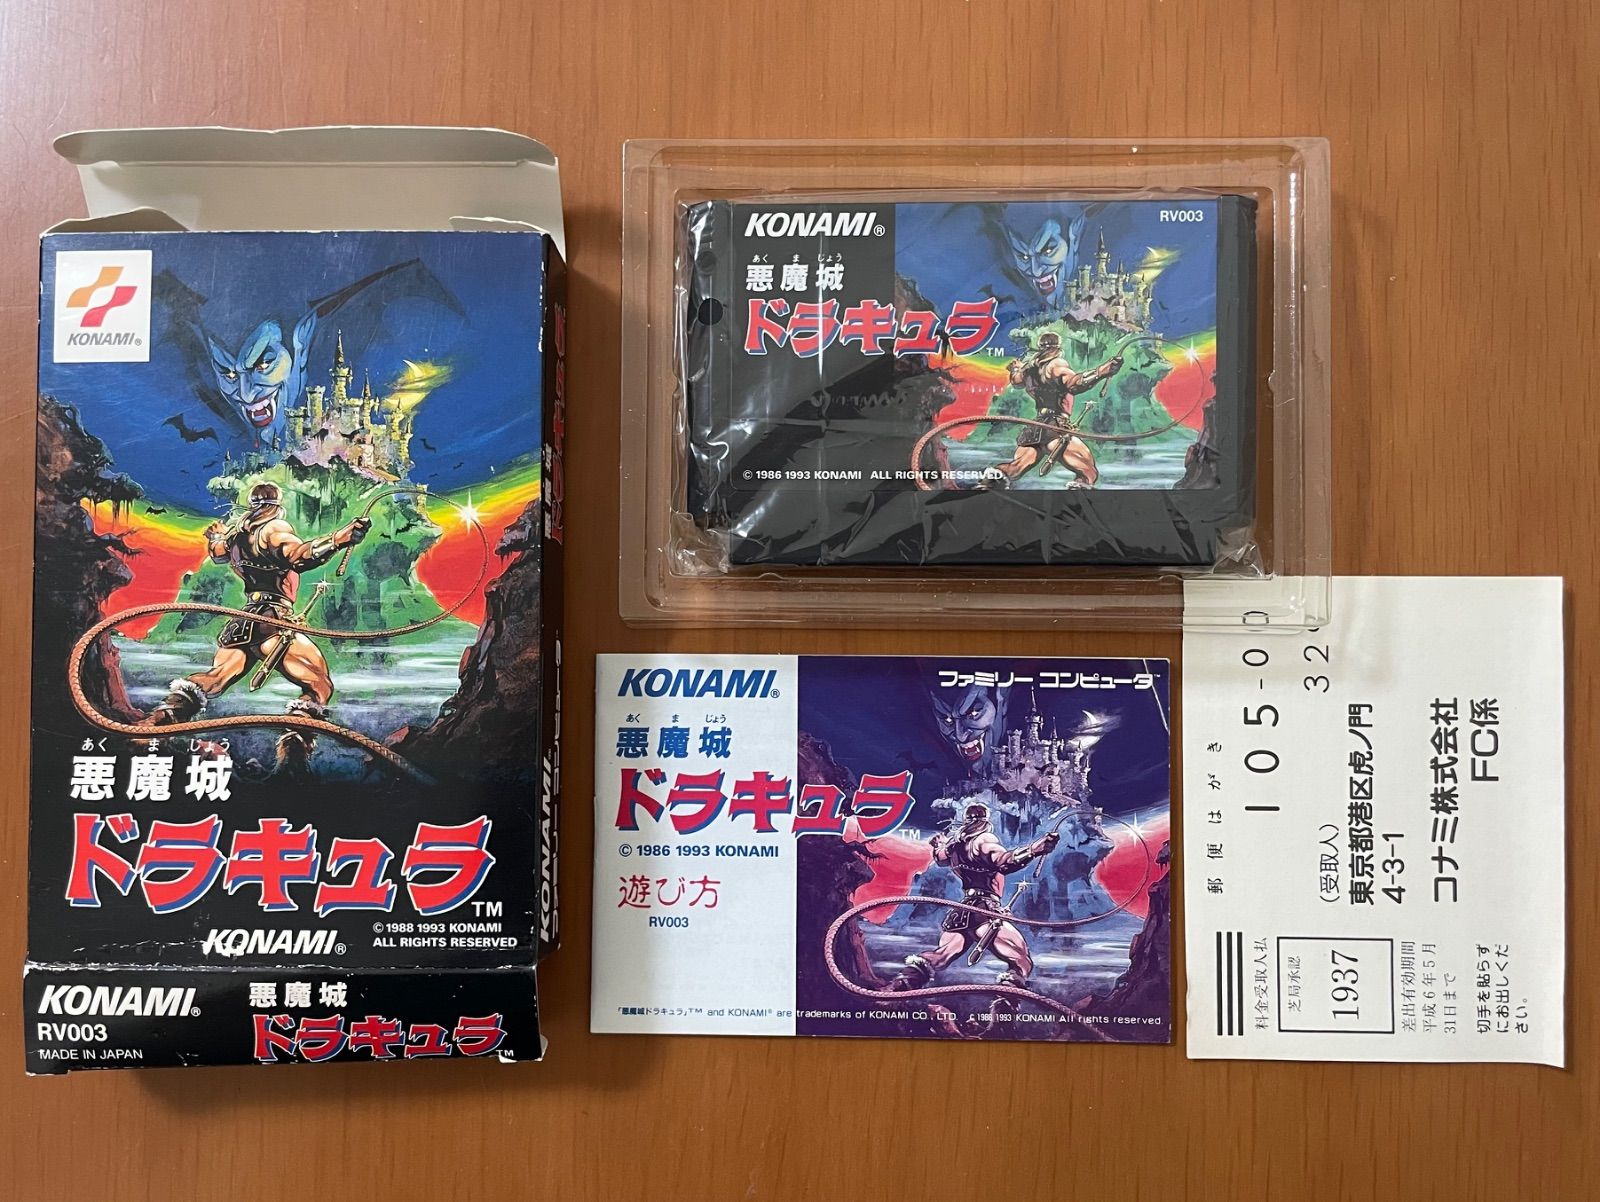 KONAMI®
あくまじょう
悪魔城
ドラキュラ™
©1988 1993 KONAMI
ALL RIGHTS RESERVED
KONAMI®
KONAMI®
RV003
MADE IN JAPAN
悪魔城
ドラキュラ™
KONAMI
KONAMI®
RV003
あくまじょう
悪魔城
ドラキュラ™
© 1986 1993 KONAMI ALL RIGHTS RESERVED.
KONAMI®
ファミリー コンピュータ™
あくまじょう
悪魔城
ドラキュラ™
© 1986 1993 KONAMI
遊び方
RV003
「悪魔城ドラキュラ」™ and KONAMI® are trademarks of KONAMI CO., LTD. © 1986 1993 KONAMI All rights reserved.
郵便はがき
105-0
32
(受取人)
東京都港区虎ノ門
4-3-1
コナミ株式会社
FC係
料金受取人払
芝局承認
1937
差出有効期間
平成6年5月
31日まで
切手を貼らず
にお出しくだ
さい。